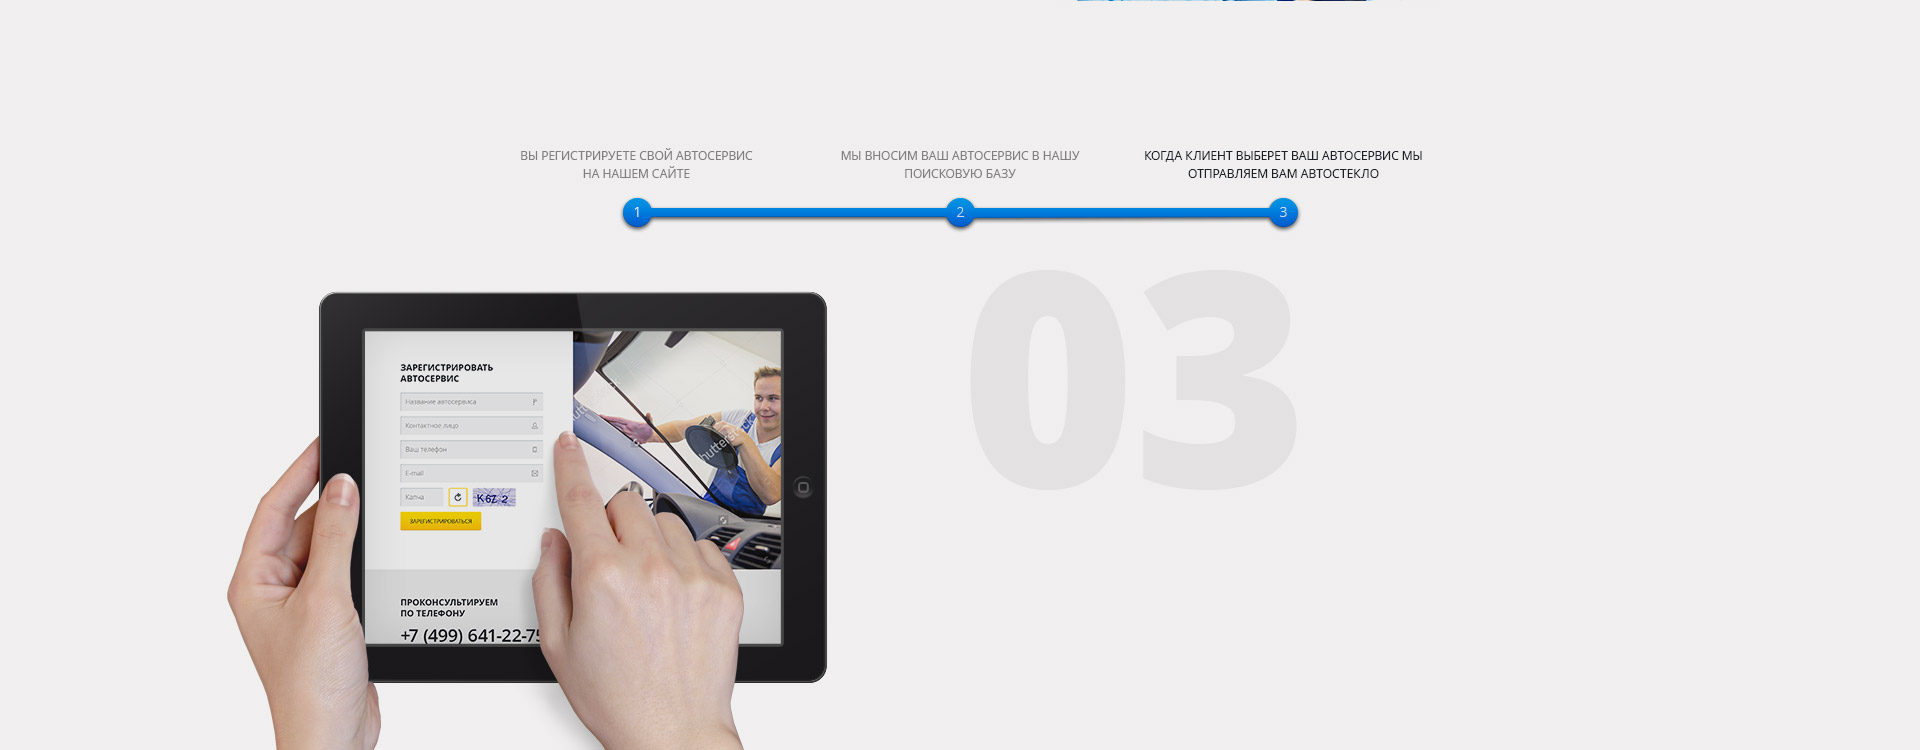 ВЫ РЕГИСТРИРУЕТЕ СВОЙ АВТОСЕРВИС
НА НАШЕМ САЙТЕ
МЫ ВНОСИМ ВАШ АВТОСЕРВИС В НАШУ
ПОИСКОВУЮ БАЗУ
КОГДА КЛИЕНТ ВЫБЕРЕТ ВАШ АВТОСЕРВИС МЫ
ОТПРАВЛЯЕМ ВАМ АВТОСТЕКЛО
1
2
3
03
ЗАРЕГИСТРИРОВАТЬ
АВТОСЕРВИС
Название автосервиса
Контактное лицо
Ваш телефон
E-mail
Капча
K6Z 2
ЗАРЕГИСТРИРОВАТЬСЯ
ПРОКОНСУЛЬТИРУЕМ
ПО ТЕЛЕФОНУ
+7 (499) 641-22-75